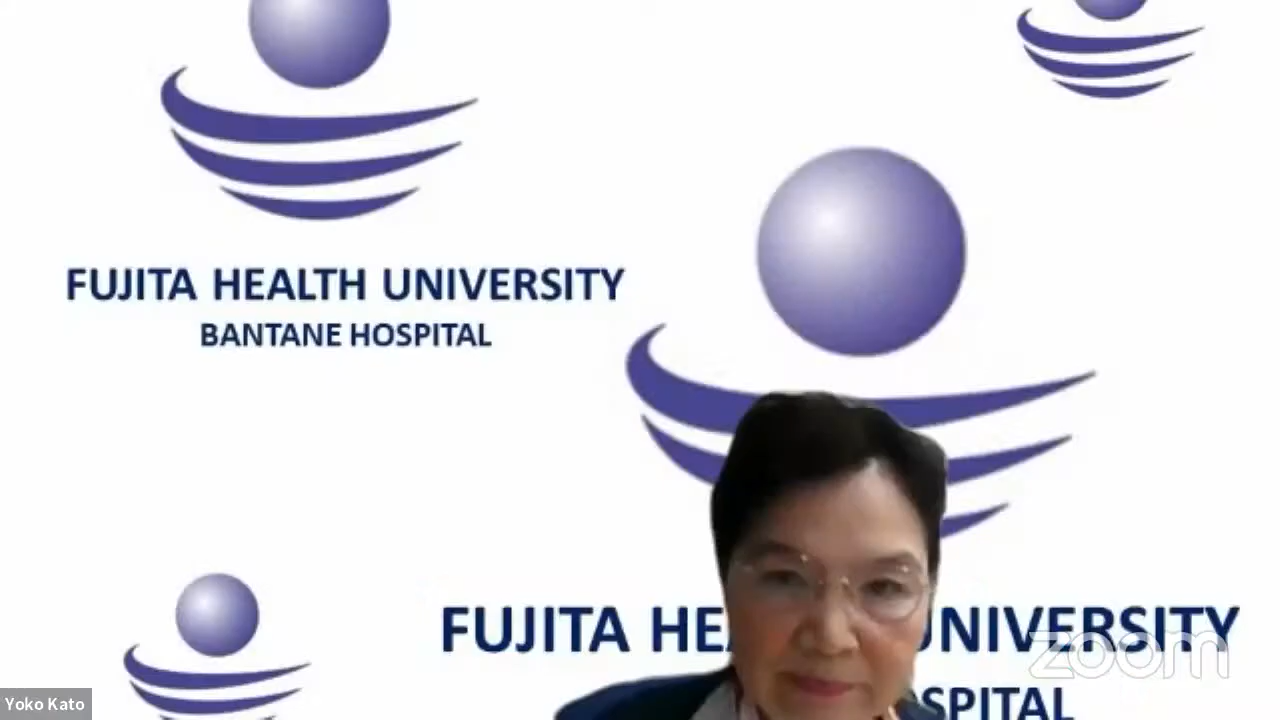 FUJITA HEALTH UNIVERSITY
BANTANE HOSPITAL
FUJITA HE UNIVERSITY
SPITAL
zoom
Yoko Kato